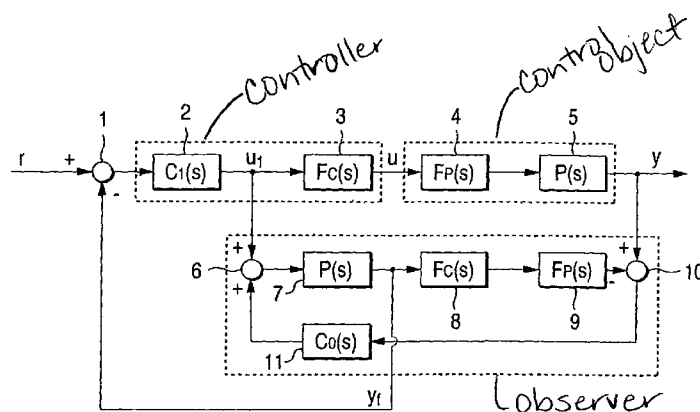 controller
control object
1
2
3
4
5
r
+
-
C1(s)
u1
Fc(s)
u
FP(s)
P(s)
y
+
6
+
P(s)
7
Fc(s)
8
FP(s)
9
+
-
10
C0(s)
11
yf
observer